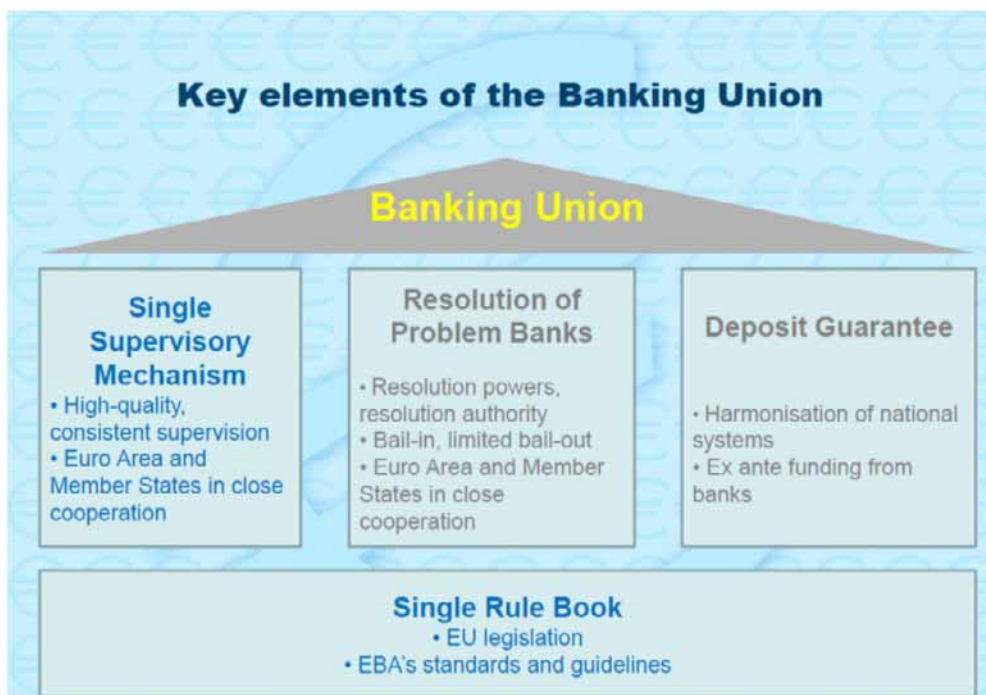 Key elements of the Banking Union
Banking Union
Single
Supervisory
Mechanism
• High-quality,
consistent supervision
• Euro Area and
Member States in close
cooperation
Resolution of
Problem Banks
• Resolution powers,
resolution authority
• Bail-in, limited bail-out
• Euro Area and Member
States in close
cooperation
Deposit Guarantee
• Harmonisation of national
systems
• Ex ante funding from
banks
Single Rule Book
• EU legislation
• EBA's standards and guidelines